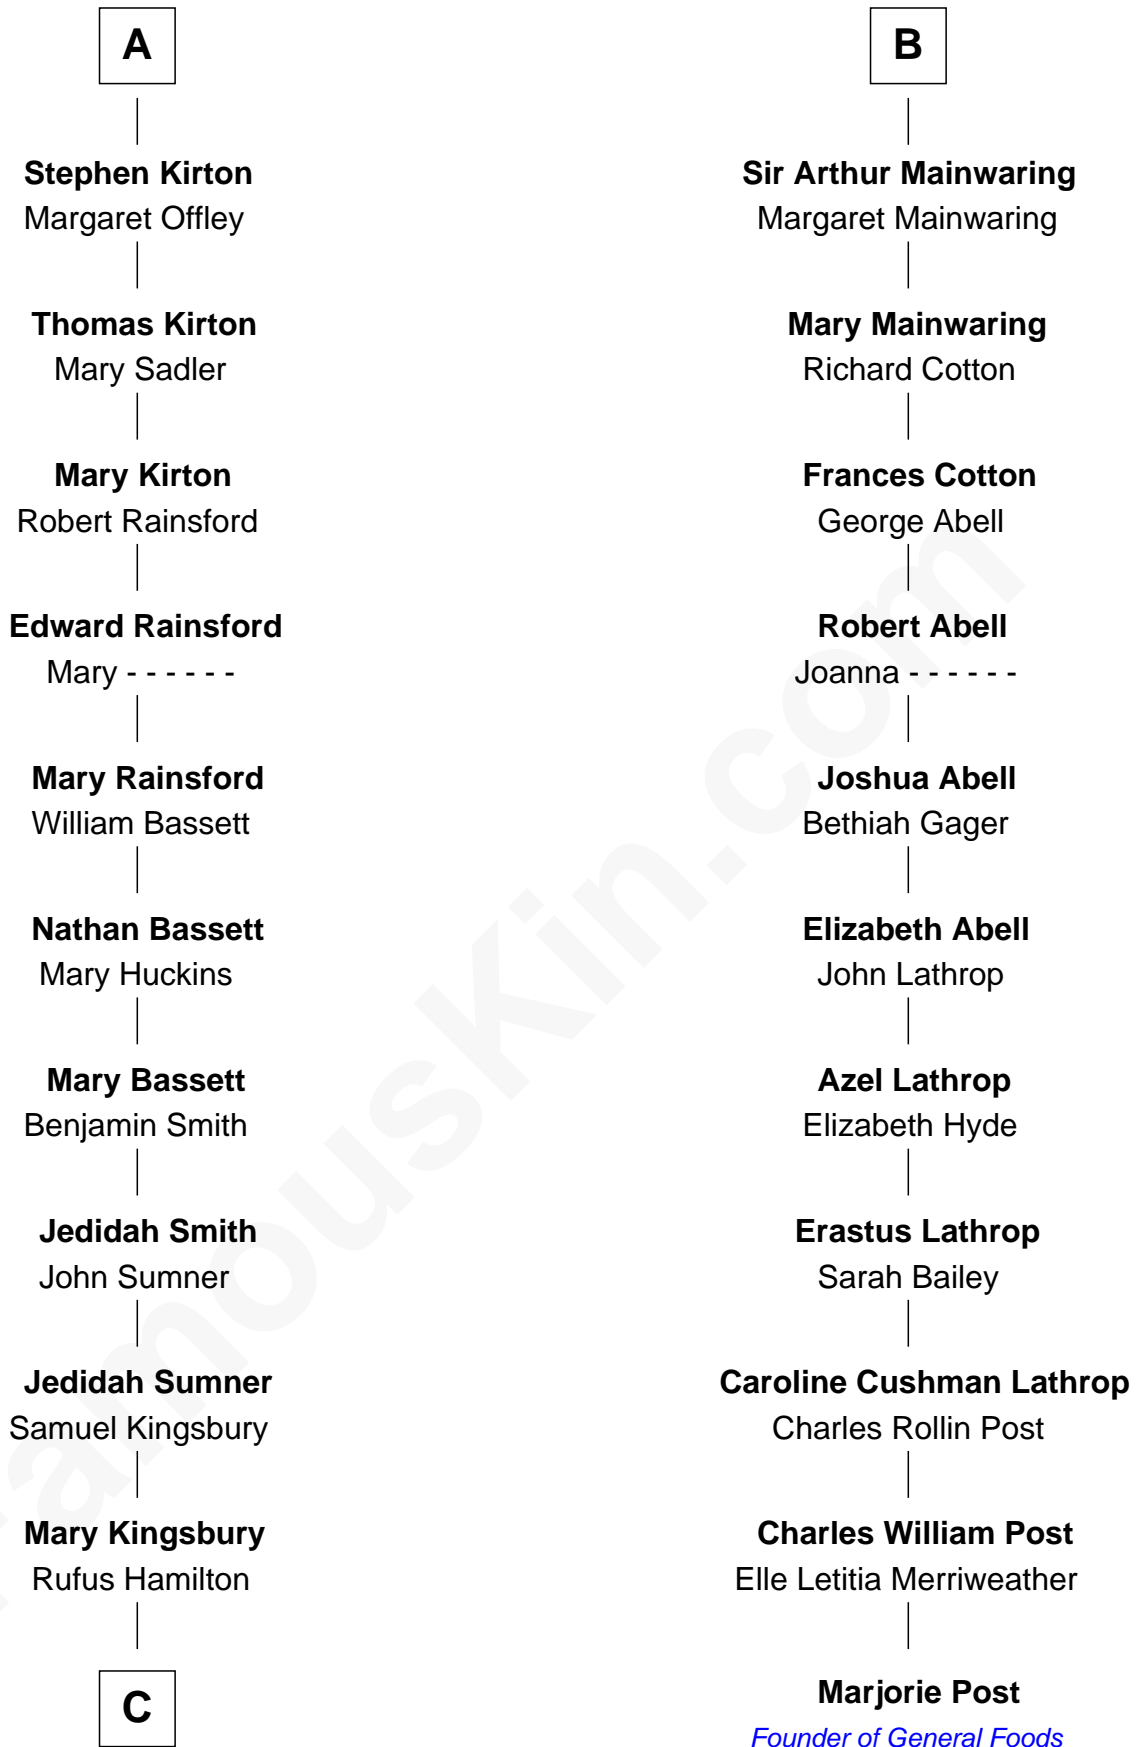 A
Stephen Kirton
Margaret Offley
Thomas Kirton
Mary Sadler
Mary Kirton
Robert Rainsford
Edward Rainsford
Mary - - - - - -
Mary Rainsford
William Bassett
Nathan Bassett
Mary Huckins
Mary Bassett
Benjamin Smith
Jedidah Smith
John Sumner
Jedidah Sumner
Samuel Kingsbury
Mary Kingsbury
Rufus Hamilton
C
B
Sir Arthur Mainwaring
Margaret Mainwaring
Mary Mainwaring
Richard Cotton
Frances Cotton
George Abell
Robert Abell
Joanna - - - - - -
Joshua Abell
Bethiah Gager
Elizabeth Abell
John Lathrop
Azel Lathrop
Elizabeth Hyde
Erastus Lathrop
Sarah Bailey
Caroline Cushman Lathrop
Charles Rollin Post
Charles William Post
Elle Letitia Merriweather
Marjorie Post
Founder of General Foods
FamousKin.com